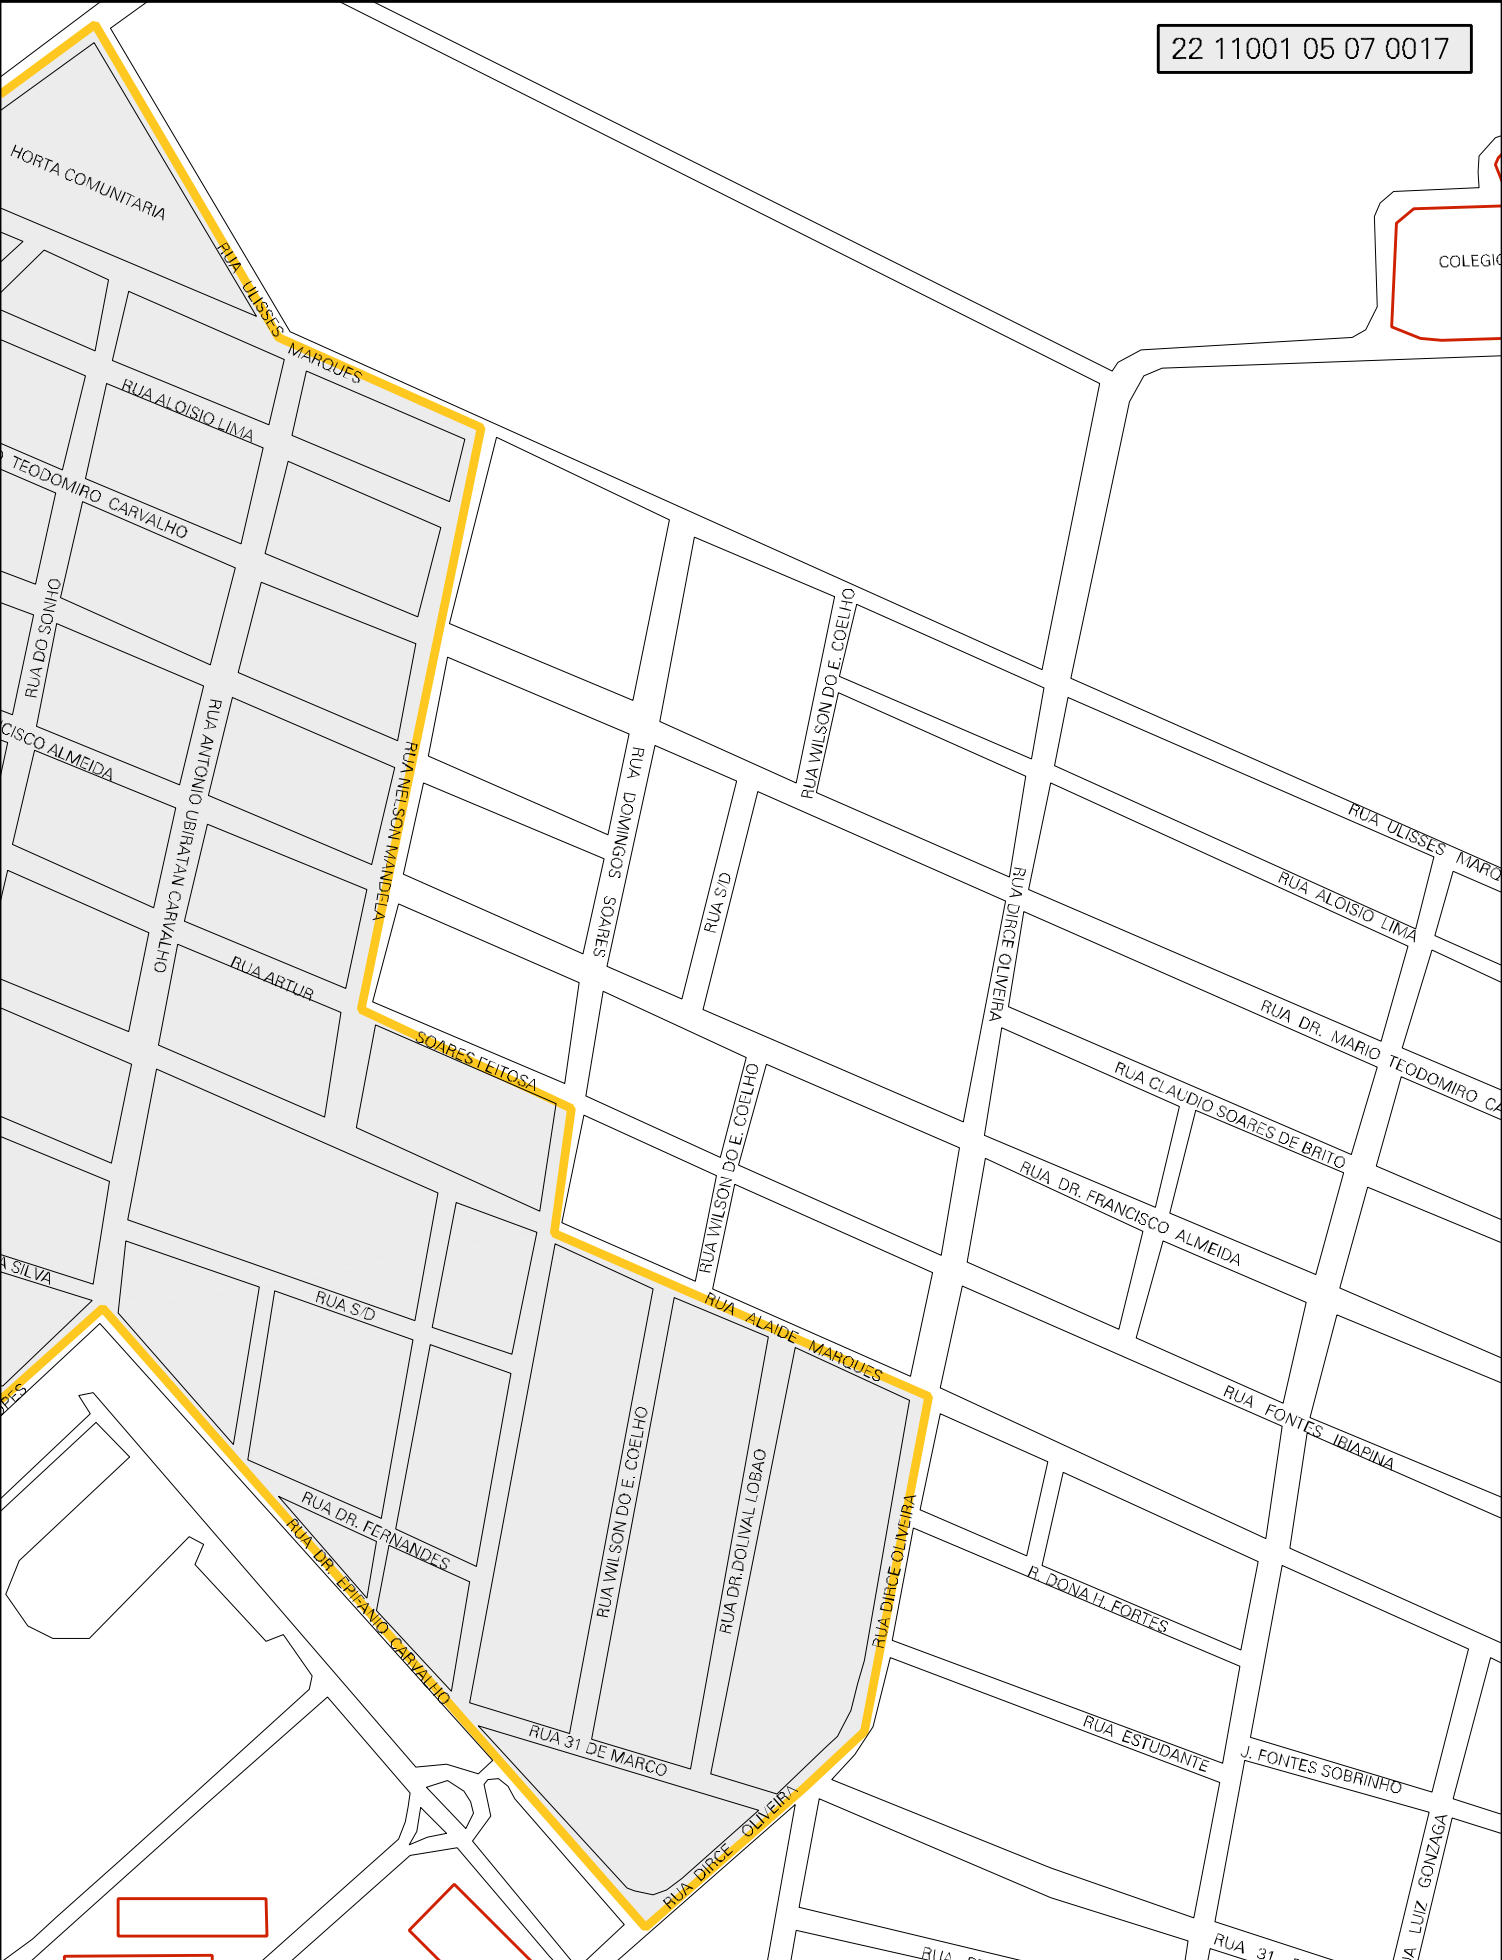 22 11001 05 07 0017
HORTA COMUNITARIA
COLEGIO
RUA ULISSES MARQUES
RUA ALOISIO LIMA
TEODOMIRO CARVALHO
RUA DO SONHO
RUA WILSON DO E. COELHO
RUA ANTONIO UBIRATAN CARVALHO
CISCO ALMEIDA
RUA NELSON MANDELA
RUA DOMINGOS SOARES
RUA S/D
RUA DIRCE OLIVEIRA
RUA ULISSES MARQ
RUA ALOISIO LIMA
RUA ARTUR
SOARES FEITOSA
RUA DR. MARIO TEODOMIRO CA
RUA CLAUDIO SOARES DE BRITO
RUA WILSON DO E. COELHO
RUA DR. FRANCISCO ALMEIDA
A SILVA
RUA S/D
RUA ALAIDE MARQUES
OPES
RUA FONTES IBIAPINA
RUA WILSON DO E. COELHO
RUA DR.DOLIVAL LOBAO
RUA DIRCE OLIVEIRA
RUA DR. FERNANDES
RUA DR. EPIFANIO CARVALHO
R. DONA H. FORTES
RUA ESTUDANTE
J. FONTES SOBRINHO
RUA 31 DE MARCO
RUA DIRCE OLIVEIRA
UA LUIZ GONZAGA
RUA 31
RUA